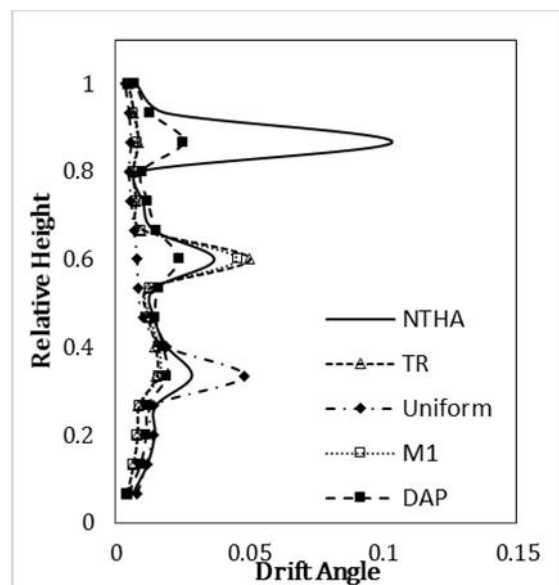 1
0.8
0.6
0.4
0.2
0
Relative Height
NTHA
TR
Uniform
M1
DAP
0 0.05 0.1 0.15
Drift Angle